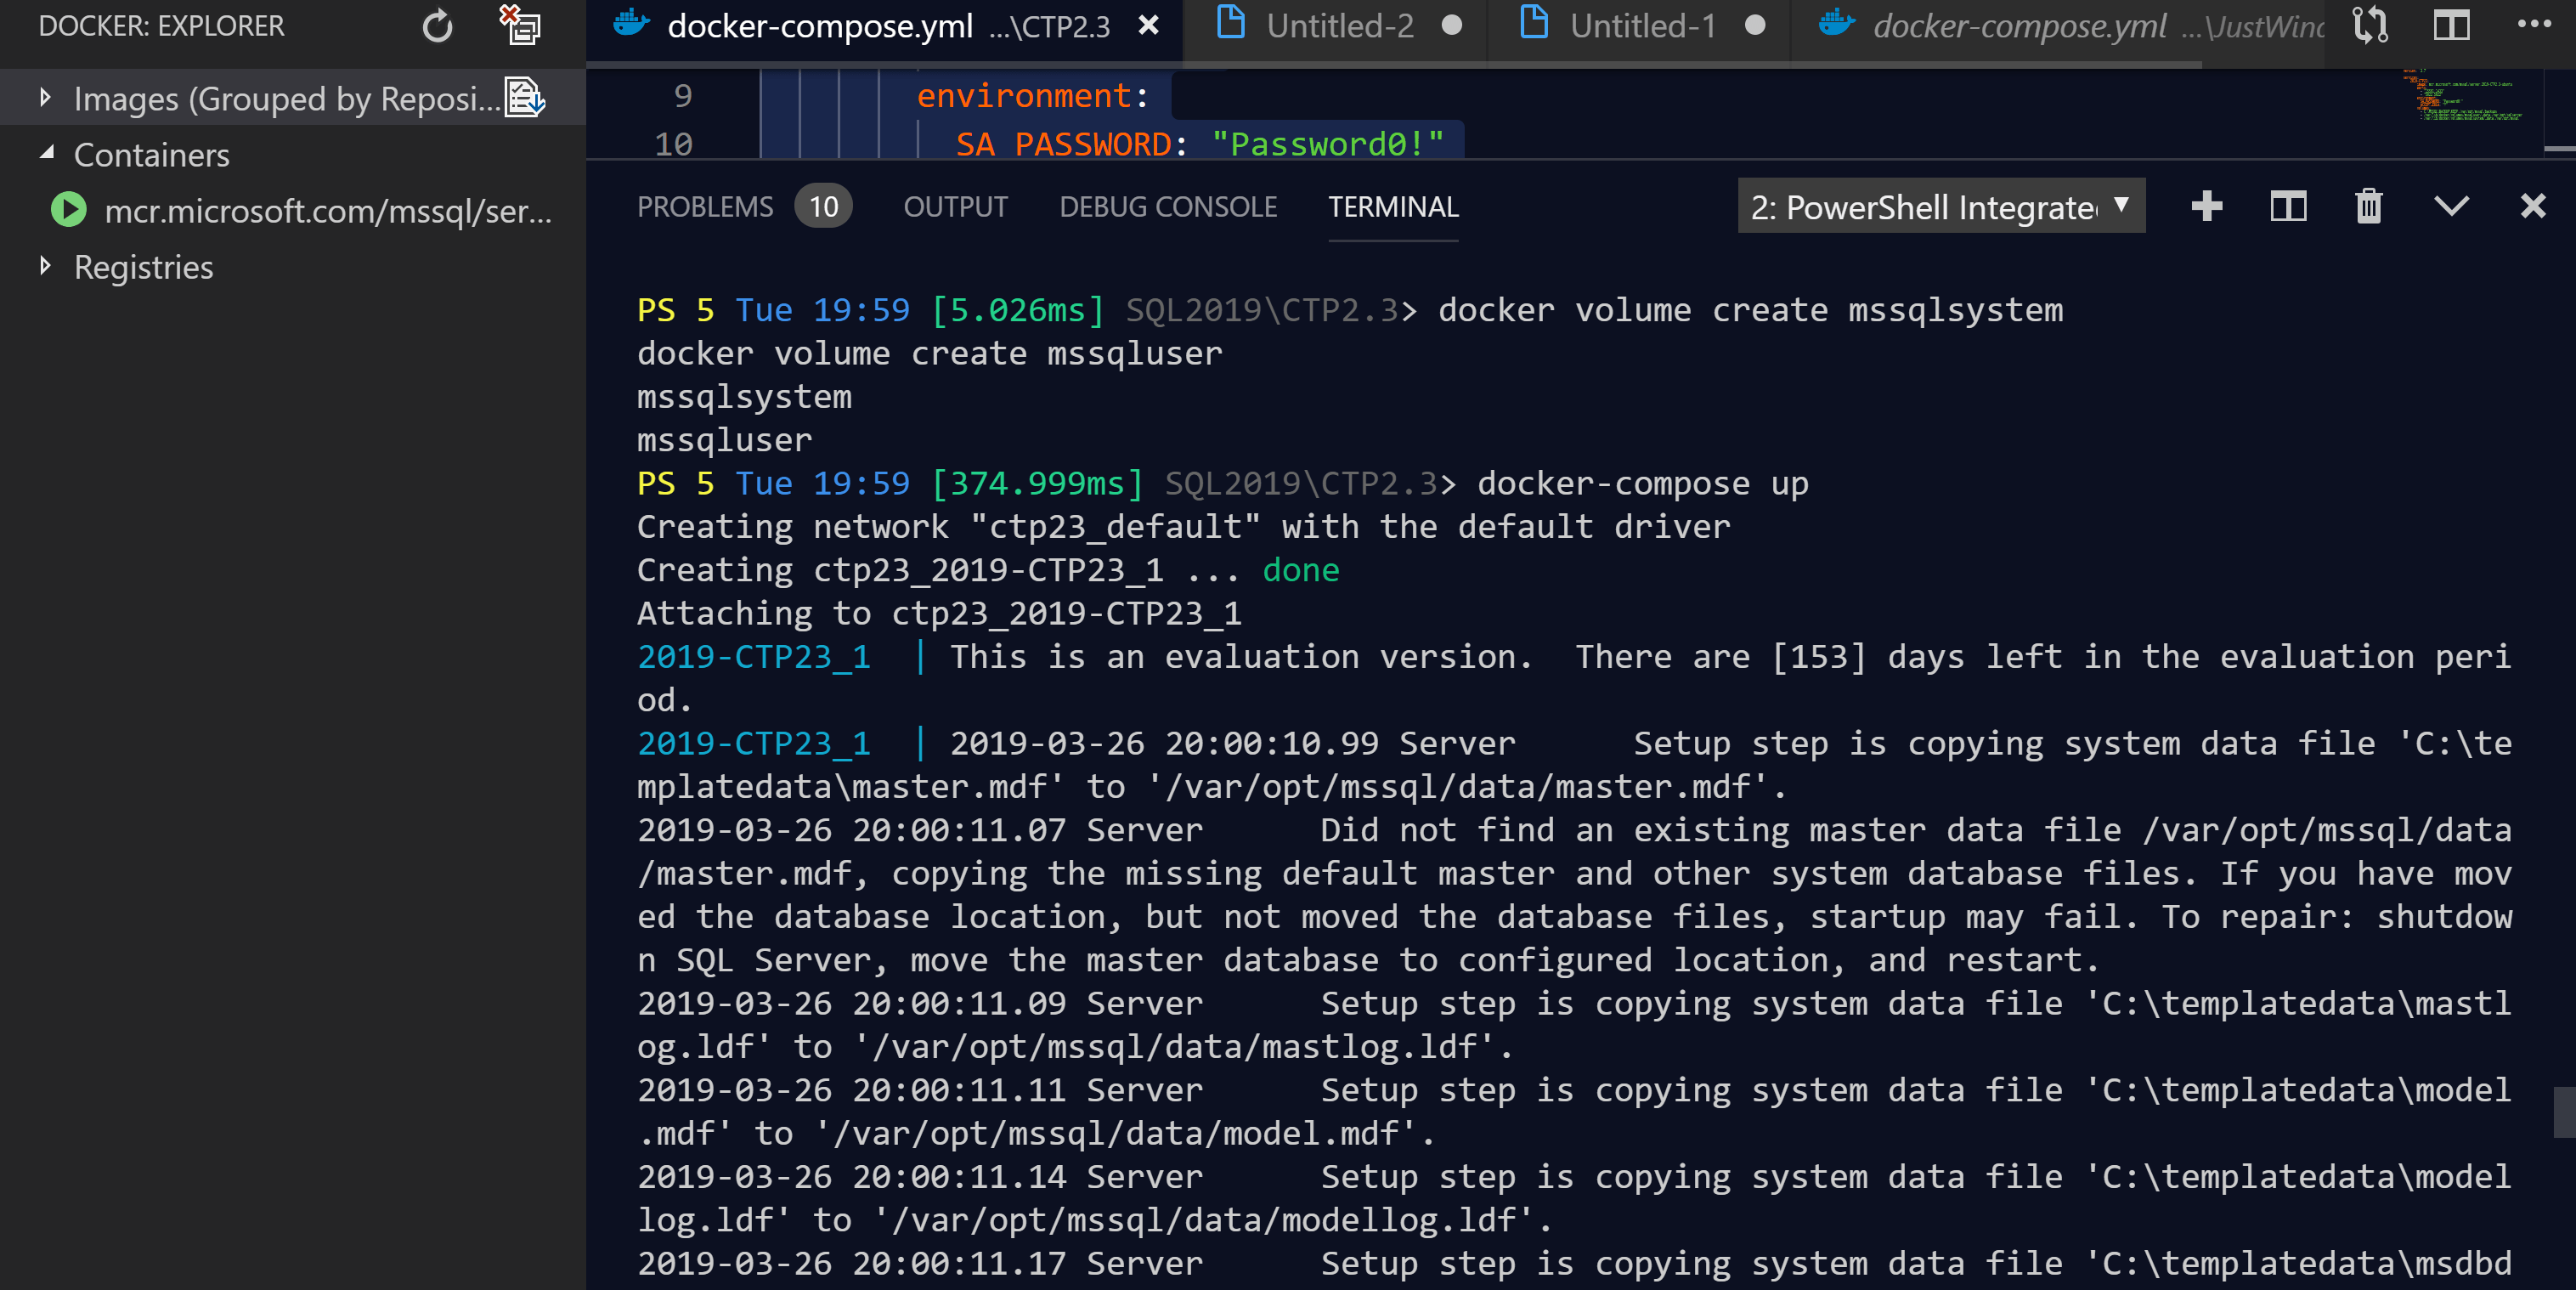 DOCKER: EXPLORER
docker-compose.yml ...\CTP2.3
Untitled-2
Untitled-1
docker-compose.yml ...\JustWin
Images (Grouped by Reposi...
Containers
mcr.microsoft.com/mssql/ser...
Registries
9 environment:
10 SA_PASSWORD: "Password0!"
PROBLEMS 10 OUTPUT DEBUG CONSOLE TERMINAL
2: PowerShell Integrate
PS 5 Tue 19:59 [5.026ms] SQL2019\CTP2.3> docker volume create mssqlsystem
docker volume create mssqluser
mssqlsystem
mssqluser
PS 5 Tue 19:59 [374.999ms] SQL2019\CTP2.3> docker-compose up
Creating network "ctp23_default" with the default driver
Creating ctp23_2019-CTP23_1 ... done
Attaching to ctp23_2019-CTP23_1
2019-CTP23_1 | This is an evaluation version.  There are [153] days left in the evaluation peri
od.
2019-CTP23_1 | 2019-03-26 20:00:10.99 Server      Setup step is copying system data file 'C:\te
mplatedata\master.mdf' to '/var/opt/mssql/data/master.mdf'.
2019-03-26 20:00:11.07 Server      Did not find an existing master data file /var/opt/mssql/data
/master.mdf, copying the missing default master and other system database files. If you have mov
ed the database location, but not moved the database files, startup may fail. To repair: shutdow
n SQL Server, move the master database to configured location, and restart.
2019-03-26 20:00:11.09 Server      Setup step is copying system data file 'C:\templatedata\mastl
og.ldf' to '/var/opt/mssql/data/mastlog.ldf'.
2019-03-26 20:00:11.11 Server      Setup step is copying system data file 'C:\templatedata\model
.mdf' to '/var/opt/mssql/data/model.mdf'.
2019-03-26 20:00:11.14 Server      Setup step is copying system data file 'C:\templatedata\model
log.ldf' to '/var/opt/mssql/data/modellog.ldf'.
2019-03-26 20:00:11.17 Server      Setup step is copying system data file 'C:\templatedata\msdbd